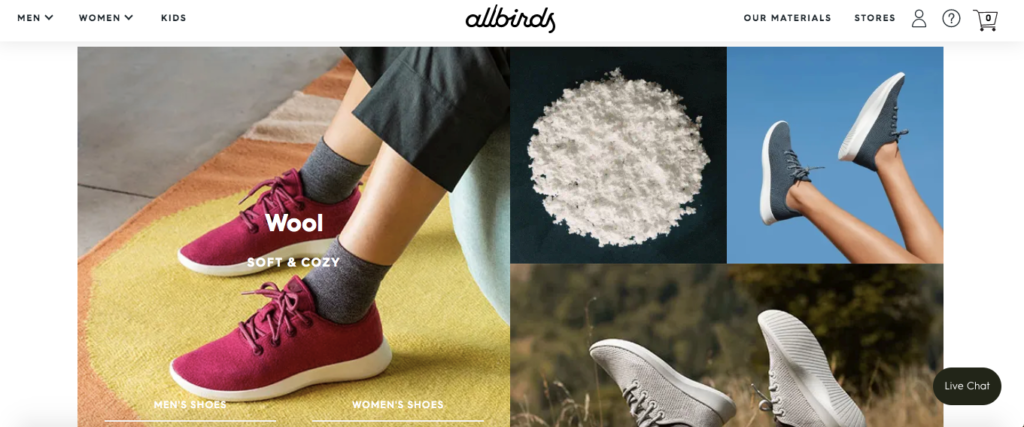 MEN
WOMEN
KIDS
allbirds
OUR MATERIALS
STORES
0
Wool
SOFT & COZY
MEN'S SHOES
WOMEN'S SHOES
Live Chat